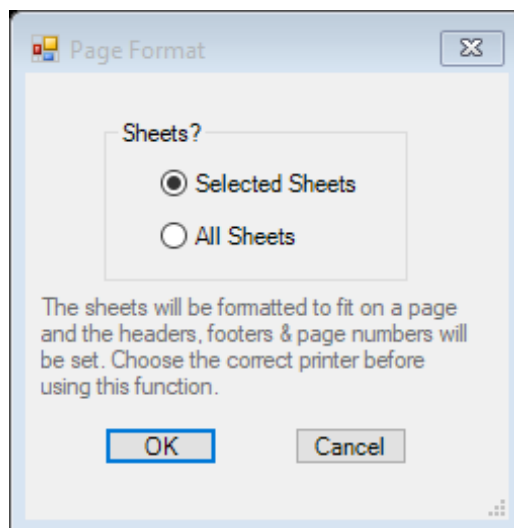 Page Format
Sheets?
Selected Sheets
All Sheets
The sheets will be formatted to fit on a page
and the headers, footers & page numbers will
be set. Choose the correct printer before
using this function.
OK
Cancel